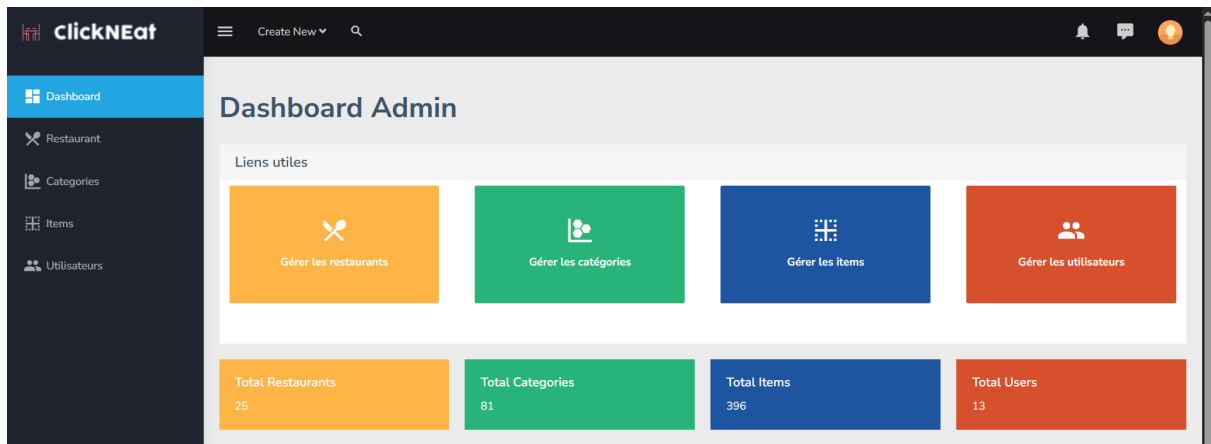 ClickNEat
Create New
Dashboard
Restaurant
Categories
Items
Utilisateurs
Dashboard Admin
Liens utiles
Gérer les restaurants
Gérer les catégories
Gérer les items
Gérer les utilisateurs
Total Restaurants
25
Total Categories
81
Total Items
396
Total Users
13